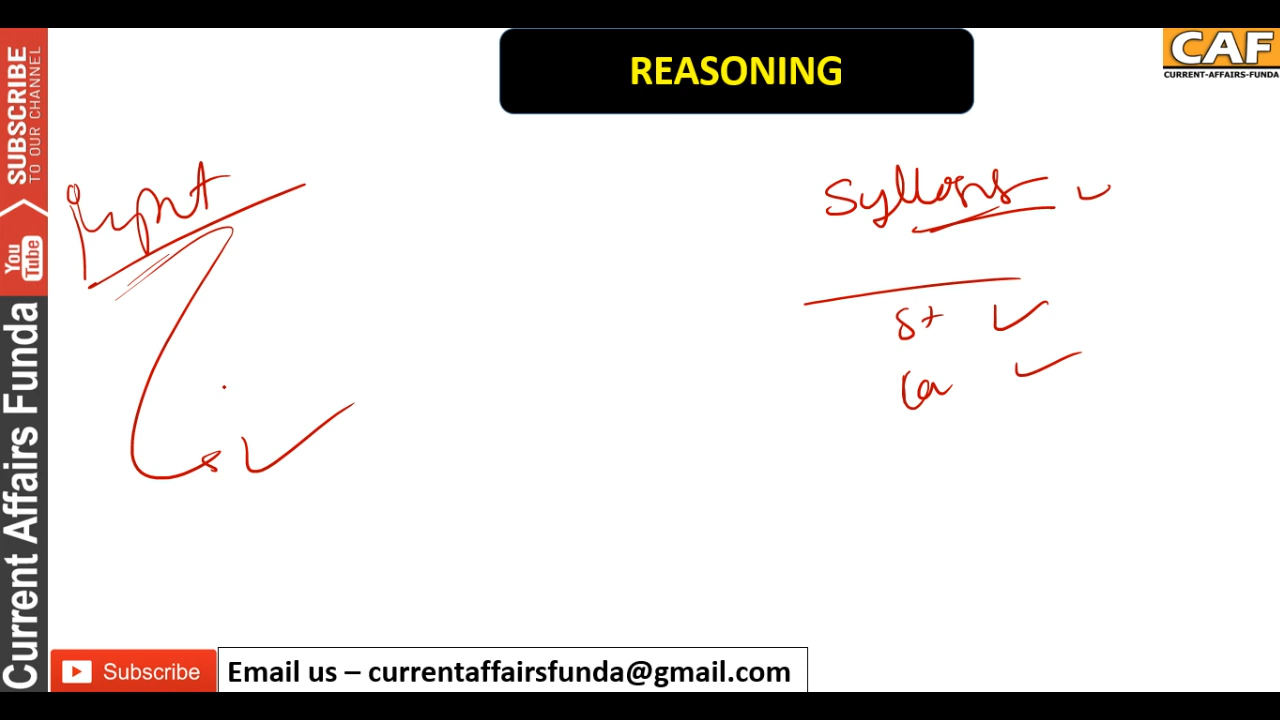 REASONING
CAF
CURRENT-AFFAIRS-FUNDA
SUBSCRIBE
TO OUR CHANNEL
You
Tube
Current Affairs Funda
Input
st
Subscribe
Email us – currentaffairsfunda@gmail.com